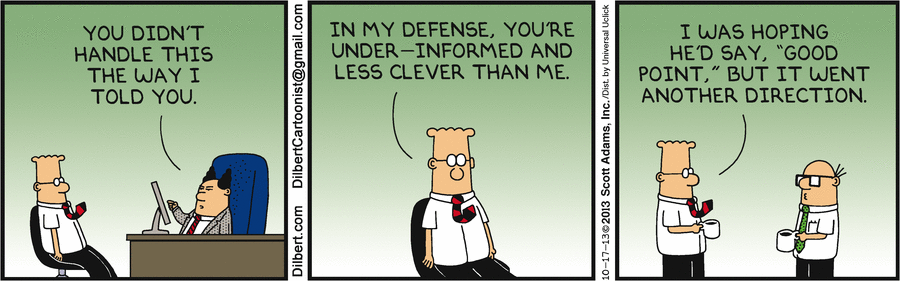 YOU DIDN'T
HANDLE THIS
THE WAY I
TOLD YOU.
Dilbert.com DilbertCartoonist@gmail.com
IN MY DEFENSE, YOU'RE
UNDER-INFORMED AND
LESS CLEVER THAN ME.
10-17-13 © 2013 Scott Adams, Inc. /Dist. by Universal Uclick
I WAS HOPING
HE'D SAY, "GOOD
POINT," BUT IT WENT
ANOTHER DIRECTION.